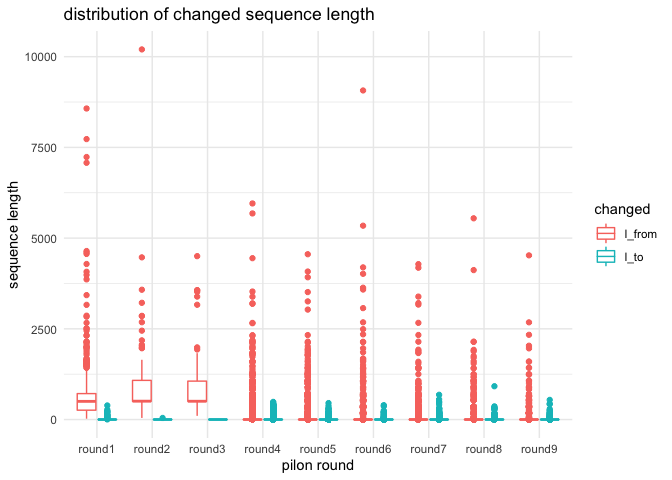 distribution of changed sequence length
10000
7500
5000
2500
0
sequence length
round1 round2 round3 round4 round5 round6 round7 round8 round9
pilon round
changed
l_from
l_to